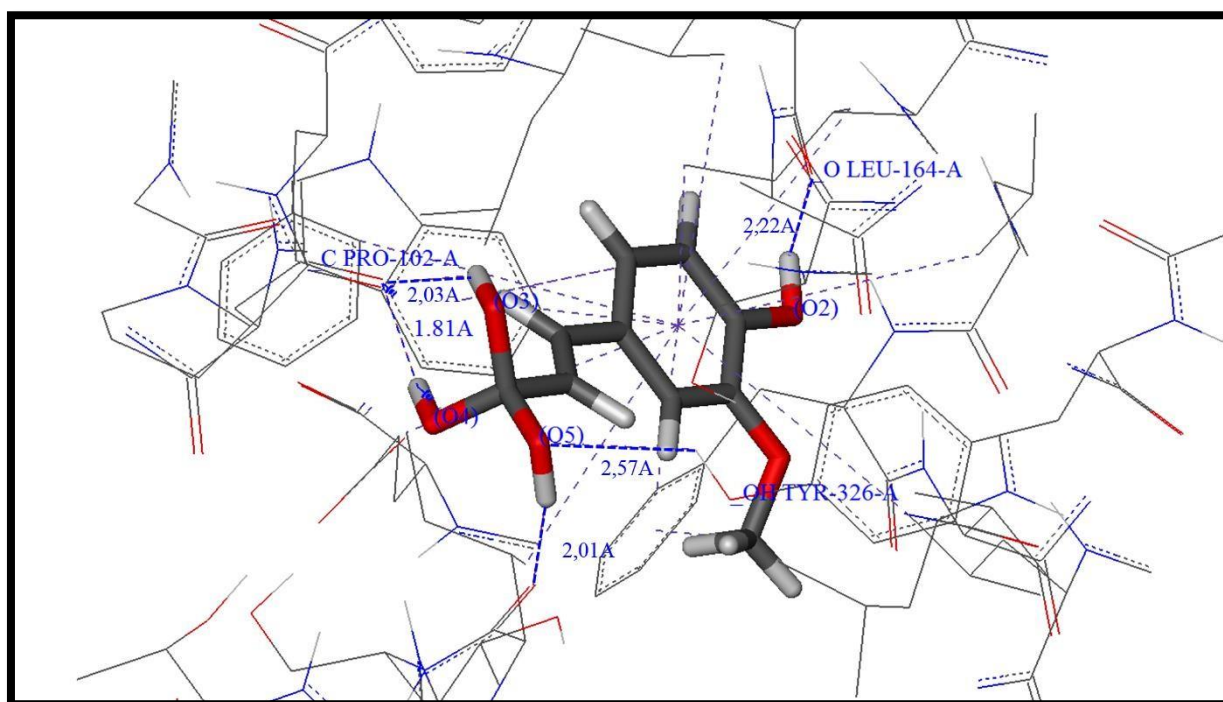 O LEU-164-A
2,22A
C PRO-102-A
2,03A
(O3)
(O2)
1.81A
(O4)
(O5)
2,57A
_OH TYR-326-A
2,01A